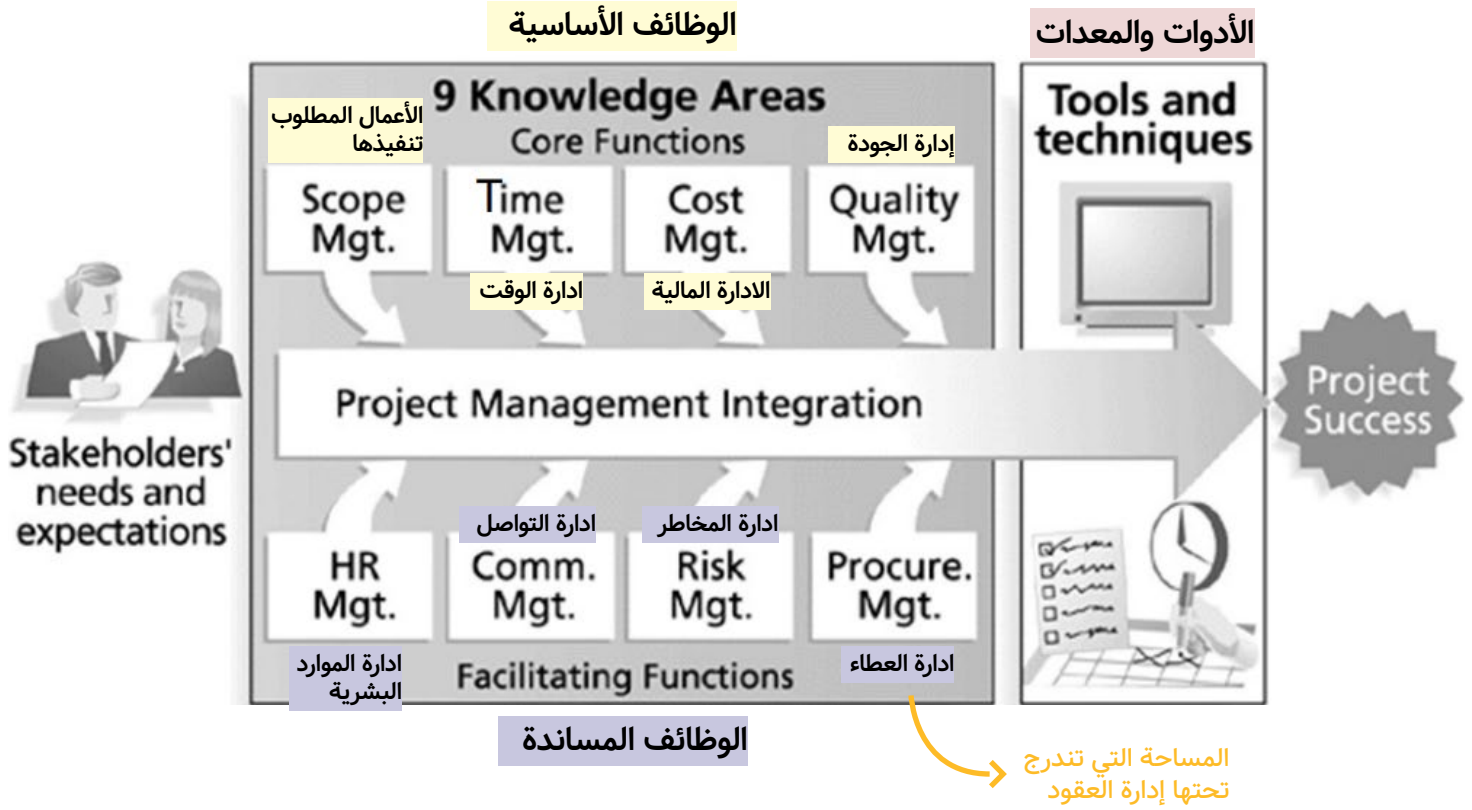 الوظائف الأساسية
الأدوات والمعدات
9 Knowledge Areas
Core Functions
الأعمال المطلوب
تنفيذها
إدارة الجودة
Scope
Mgt.
Time
Mgt.
Cost
Mgt.
Quality
Mgt.
ادارة الوقت
الادارة المالية
Tools and
techniques
Project Management Integration
Project
Success
Stakeholders'
needs and
expectations
ادارة التواصل
ادارة المخاطر
HR
Mgt.
Comm.
Mgt.
Risk
Mgt.
Procure.
Mgt.
ادارة الموارد
البشرية
Facilitating Functions
ادارة العطاء
الوظائف المساندة
المساحة التي تندرج
تحتها إدارة العقود